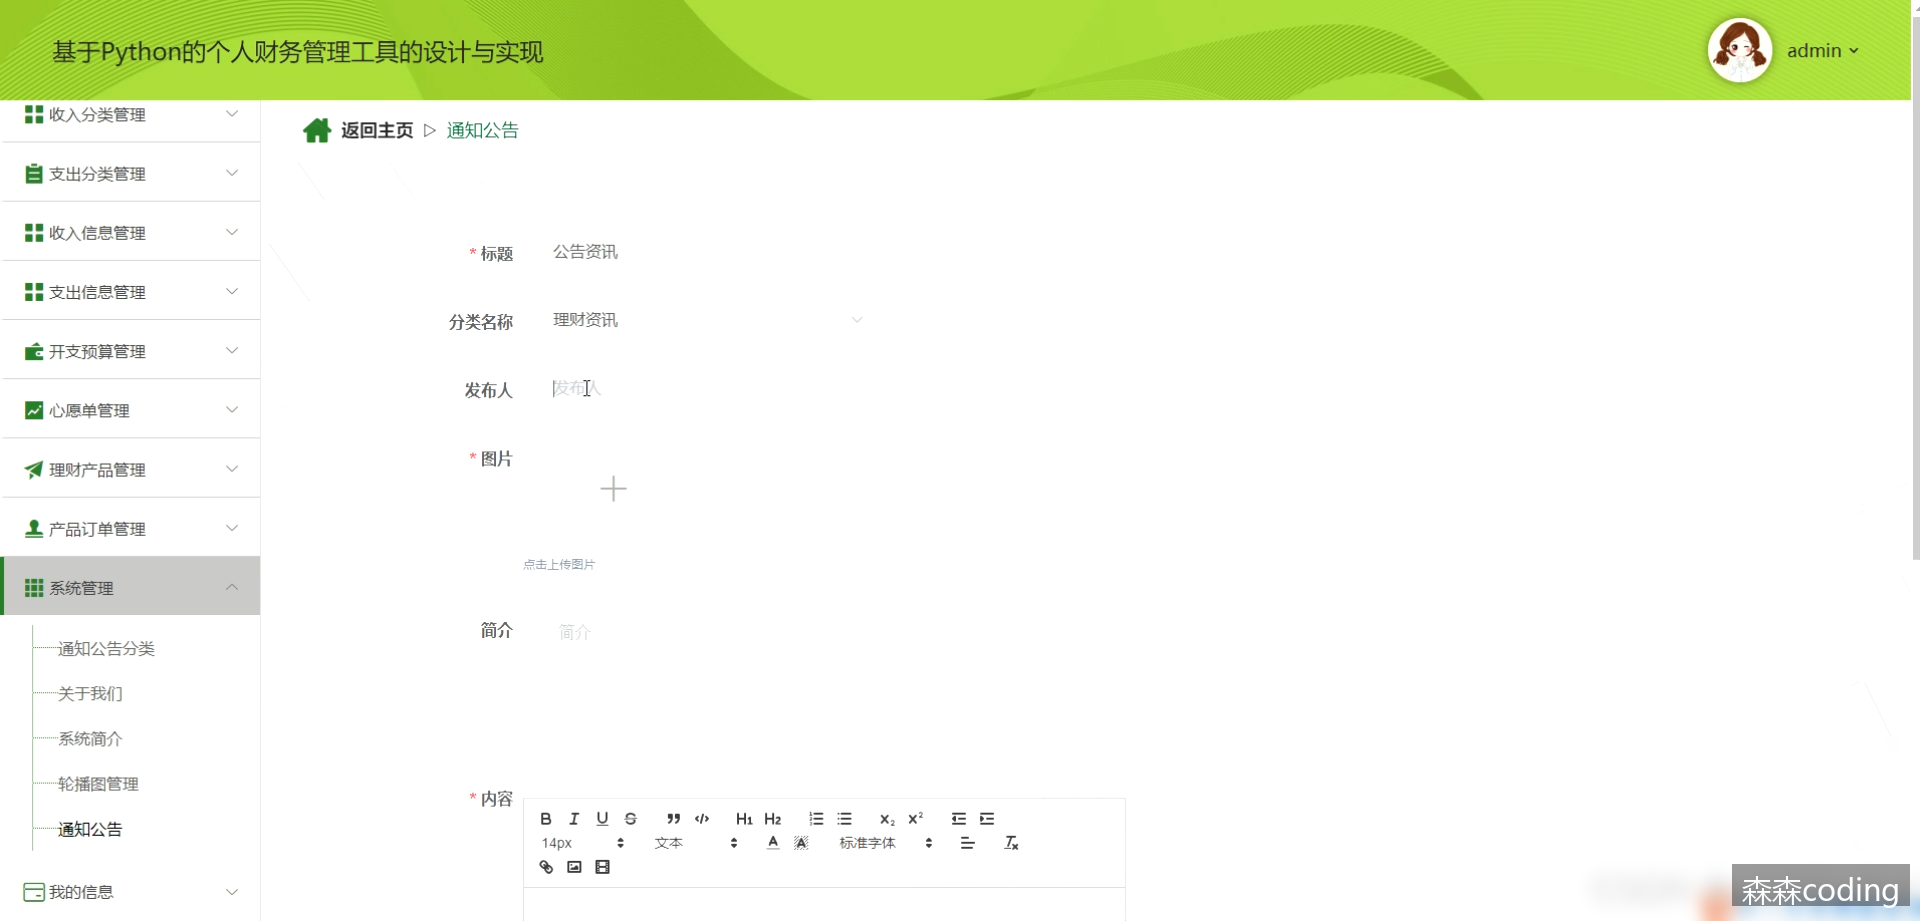 基于Python的个人财务管理工具的设计与实现
admin
收入分类管理
支出分类管理
收入信息管理
支出信息管理
开支预算管理
心愿单管理
理财产品管理
产品订单管理
系统管理
通知公告分类
关于我们
系统简介
轮播图管理
通知公告
我的信息
返回主页 ▷ 通知公告
* 标题 公告资讯
分类名称 理财资讯
发布人 发布人
* 图片
点击上传图片
简介 简介
* 内容
B I U S H1 H2 X2 X2
14px 文本 A A 标准字体 Tx
森森coding